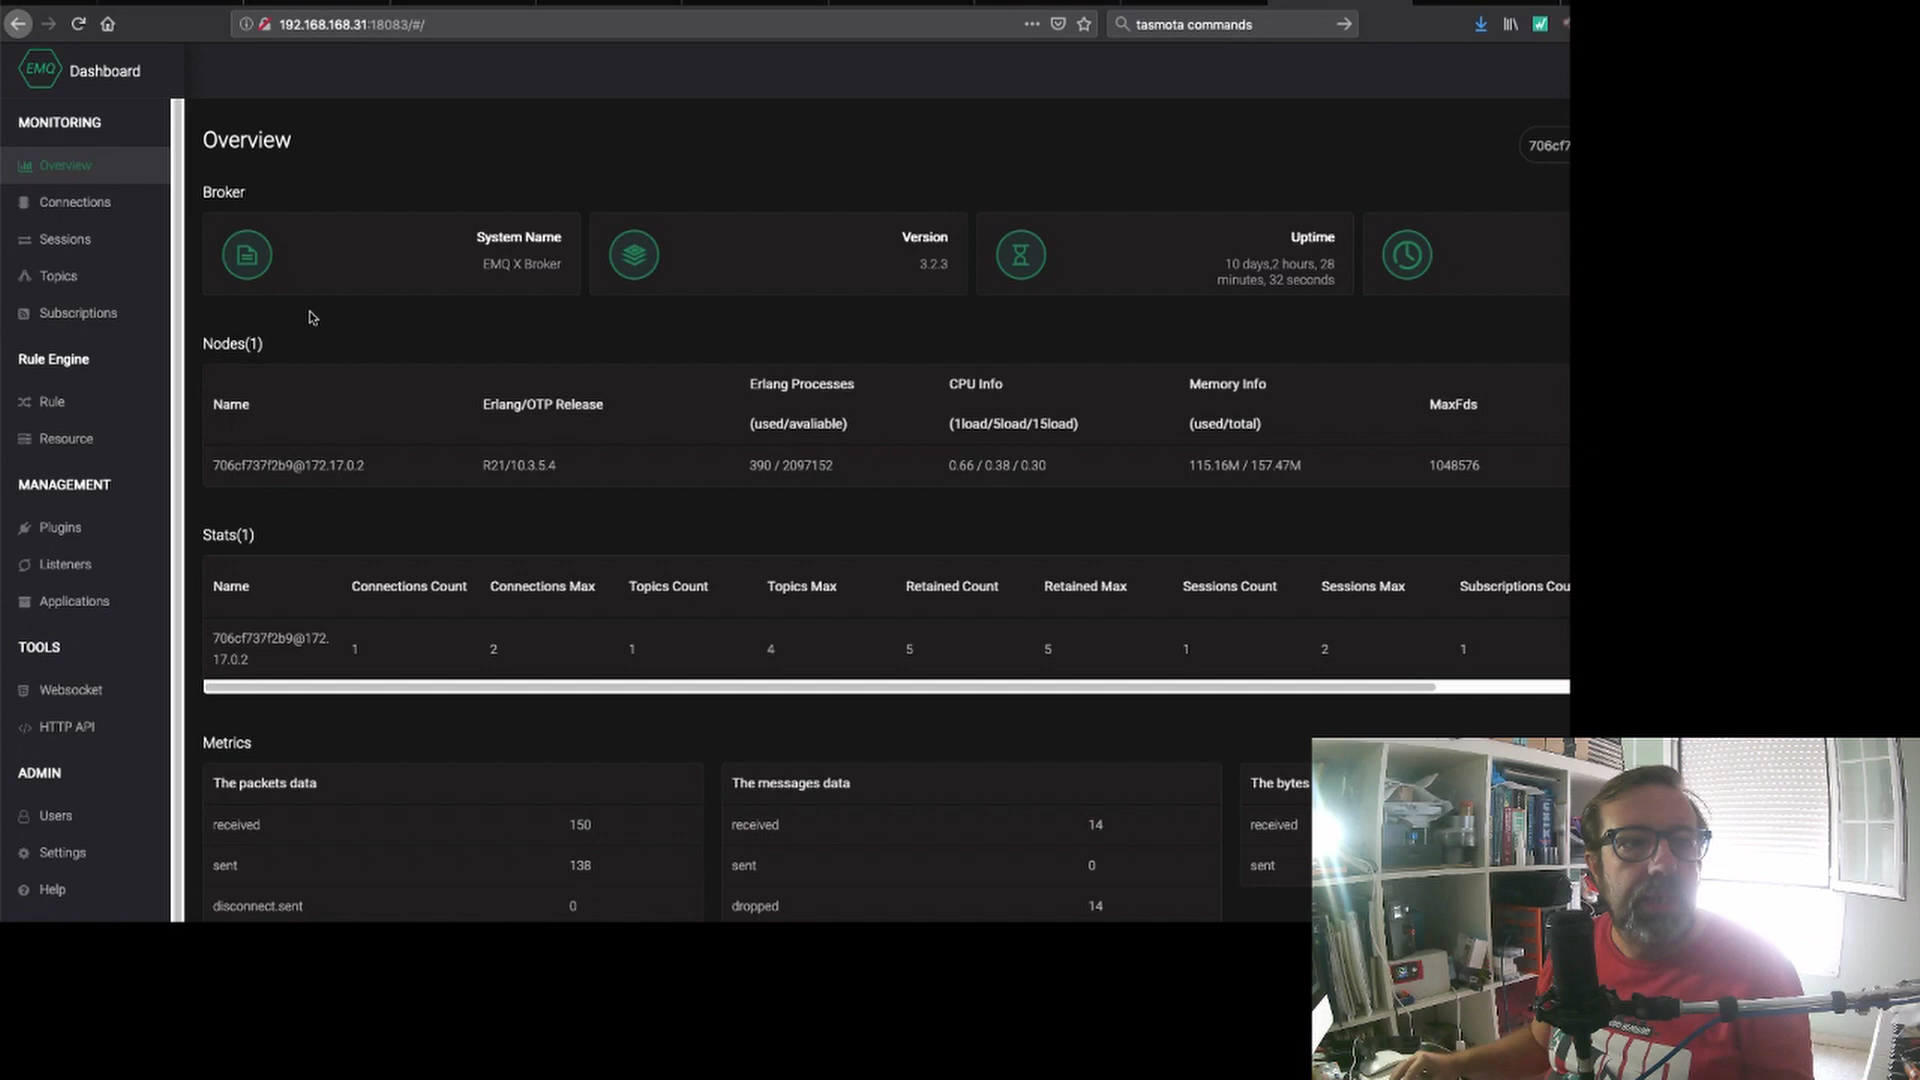 192.168.168.31:18083/#/
tasmota commands
EMQ Dashboard
MONITORING
Overview
Connections
Sessions
Topics
Subscriptions
Rule Engine
Rule
Resource
MANAGEMENT
Plugins
Listeners
Applications
TOOLS
Websocket
HTTP API
ADMIN
Users
Settings
Help
Overview
706cf7
Broker
System Name
EMQ X Broker
Version
3.2.3
Uptime
10 days,2 hours, 28
minutes, 32 seconds
Nodes(1)
Name
Erlang/OTP Release
Erlang Processes
(used/avaliable)
CPU Info
(1load/5load/15load)
Memory Info
(used/total)
MaxFds
706cf737f2b9@172.17.0.2
R21/10.3.5.4
390 / 2097152
0.66 / 0.38 / 0.30
115.16M / 157.47M
1048576
Stats(1)
Name Connections Count Connections Max Topics Count Topics Max Retained Count Retained Max Sessions Count Sessions Max Subscriptions Cou
706cf737f2b9@172.
17.0.2
1 2 1 4 5 5 1 2 1
Metrics
The packets data
received 150
sent 138
disconnect.sent 0
The messages data
received 14
sent 0
dropped 14
The bytes
received
sent
UNIX